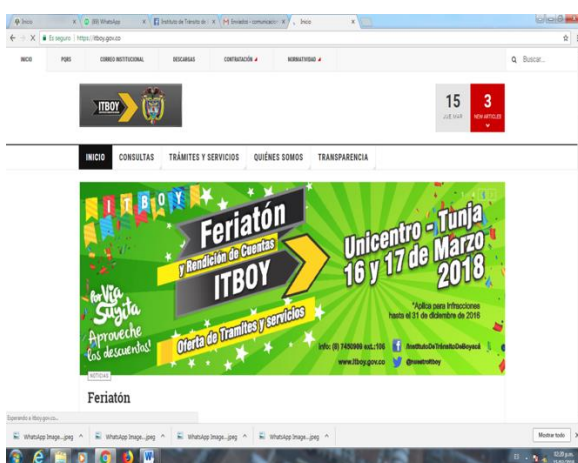 Inicio
(89) WhatsApp
Instituto de Tránsito de
Inicio
Es seguro | https://itboy.gov.co
INICIO PQRS CORREO INSTITUCIONAL DESCARGAS CONTRATACIÓN NORMATIVIDAD Buscar...
ITBOY
15
JUE MAR
3
NEW ARTICLES
INICIO CONSULTAS TRÁMITES Y SERVICIOS QUIÉNES SOMOS TRANSPARENCIA
ITBOY
Feriatón
y Rendición de Cuentas
ITBOY
Oferta de Tramites y servicios
Por Vía
Suyita
Aproveche
los descuentos!
Unicentro - Tunja
16 y 17 de Marzo
2018
*Aplica para infracciones
hasta el 31 de diciembre de 2016
Info: (8) 7450909 ext.:106 /InstitutoDeTránsitoDeBoyacá
www.itboy.gov.co
NOTICIAS
Feriatón
Esperando a itboy.gov.co...
WhatsApp Image...jpeg WhatsApp Image...jpeg WhatsApp Image...jpeg WhatsApp Image...jpeg Mostrar todo
ES